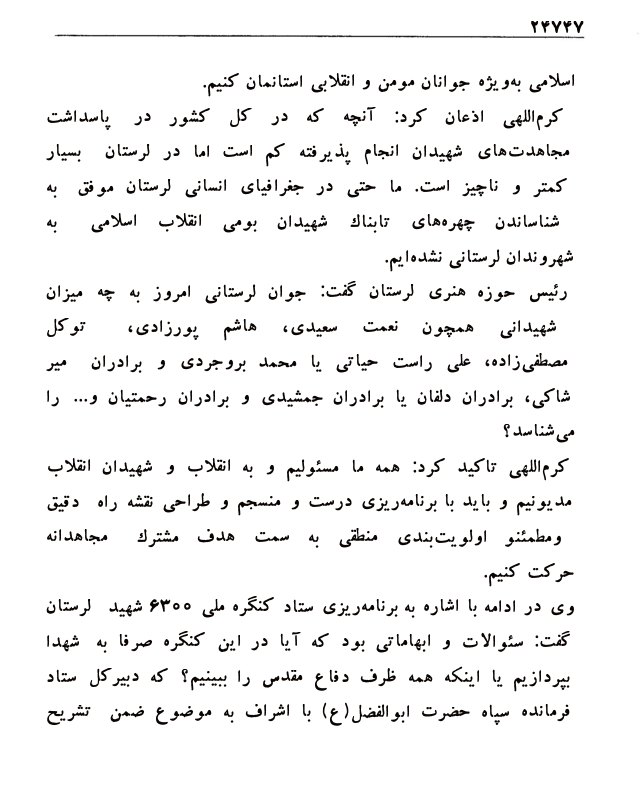 ۲۴۷۴۷
اسلامی به‌ویژه جوانان مومن و انقلابی استانمان کنیم.
کرم‌اللهی اذعان کرد: آنچه که در کل کشور در پاسداشت
مجاهدت‌های شهیدان انجام پذیرفته کم است اما در لرستان بسیار
کمتر و ناچیز است. ما حتی در جغرافیای انسانی لرستان موفق به
شناساندن چهره‌های تابناك شهیدان بومی انقلاب اسلامی به
شهروندان لرستانی نشده‌ایم.
رئیس حوزه هنری لرستان گفت: جوان لرستانی امروز به چه میزان
شهیدانی همچون نعمت سعیدی، هاشم پورزادی، توکل
مصطفی‌زاده، علی راست حیاتی یا محمد بروجردی و برادران میر
شاکی، برادران دلفان یا برادران جمشیدی و برادران رحمتیان و... را
می‌شناسد؟
کرم‌اللهی تاکید کرد: همه ما مسئولیم و به انقلاب و شهیدان انقلاب
مدیونیم و باید با برنامه‌ریزی درست و منسجم و طراحی نقشه راه دقیق
ومطمئنو اولویت‌بندی منطقی به سمت هدف مشترك مجاهدانه
حرکت کنیم.
وی در ادامه با اشاره به برنامه‌ریزی ستاد کنگره ملی ۶۳۰۰ شهید لرستان
گفت: سئوالات و ابهاماتی بود که آیا در این کنگره صرفا به شهدا
بپردازیم یا اینکه همه ظرف دفاع مقدس را ببینیم؟ که دبیرکل ستاد
فرمانده سپاه حضرت ابوالفضل(ع) با اشراف به موضوع ضمن تشریح